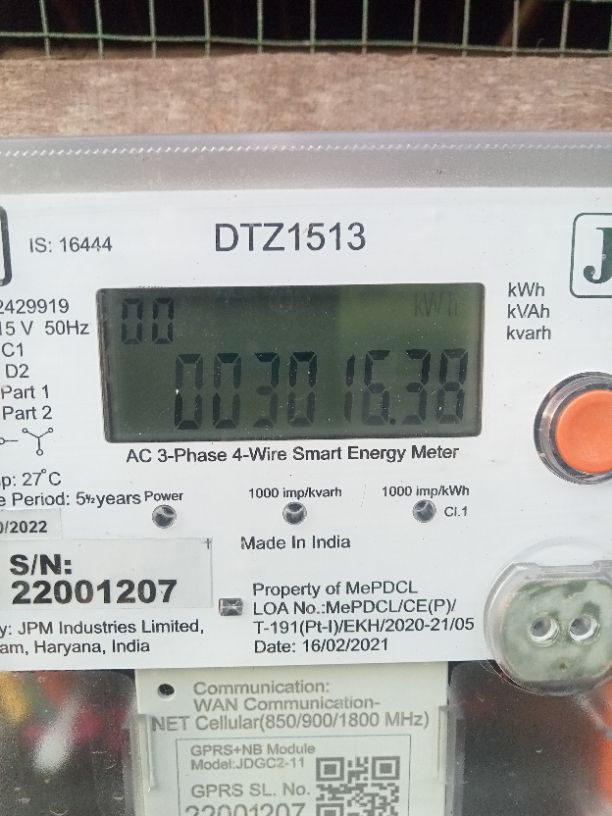 IS: 16444
DTZ1513
J
2429919
15 V 50Hz
C1
D2
Part 1
Part 2
p: 27°C
e Period: 5½years
0/2022
00
kWh
003016.38
kWh
kVAh
kvarh
AC 3-Phase 4-Wire Smart Energy Meter
Power
1000 imp/kvarh
1000 imp/kWh
Cl.1
Made In India
S/N:
22001207
Property of MePDCL
LOA No.:MePDCL/CE(P)/
T-191(Pt-I)/EKH/2020-21/05
Date: 16/02/2021
y: JPM Industries Limited,
am, Haryana, India
Communication:
WAN Communication-
NET Cellular(850/900/1800 MHz)
GPRS+NB Module
Model:JDGC2-11
GPRS SL. No.
22001207